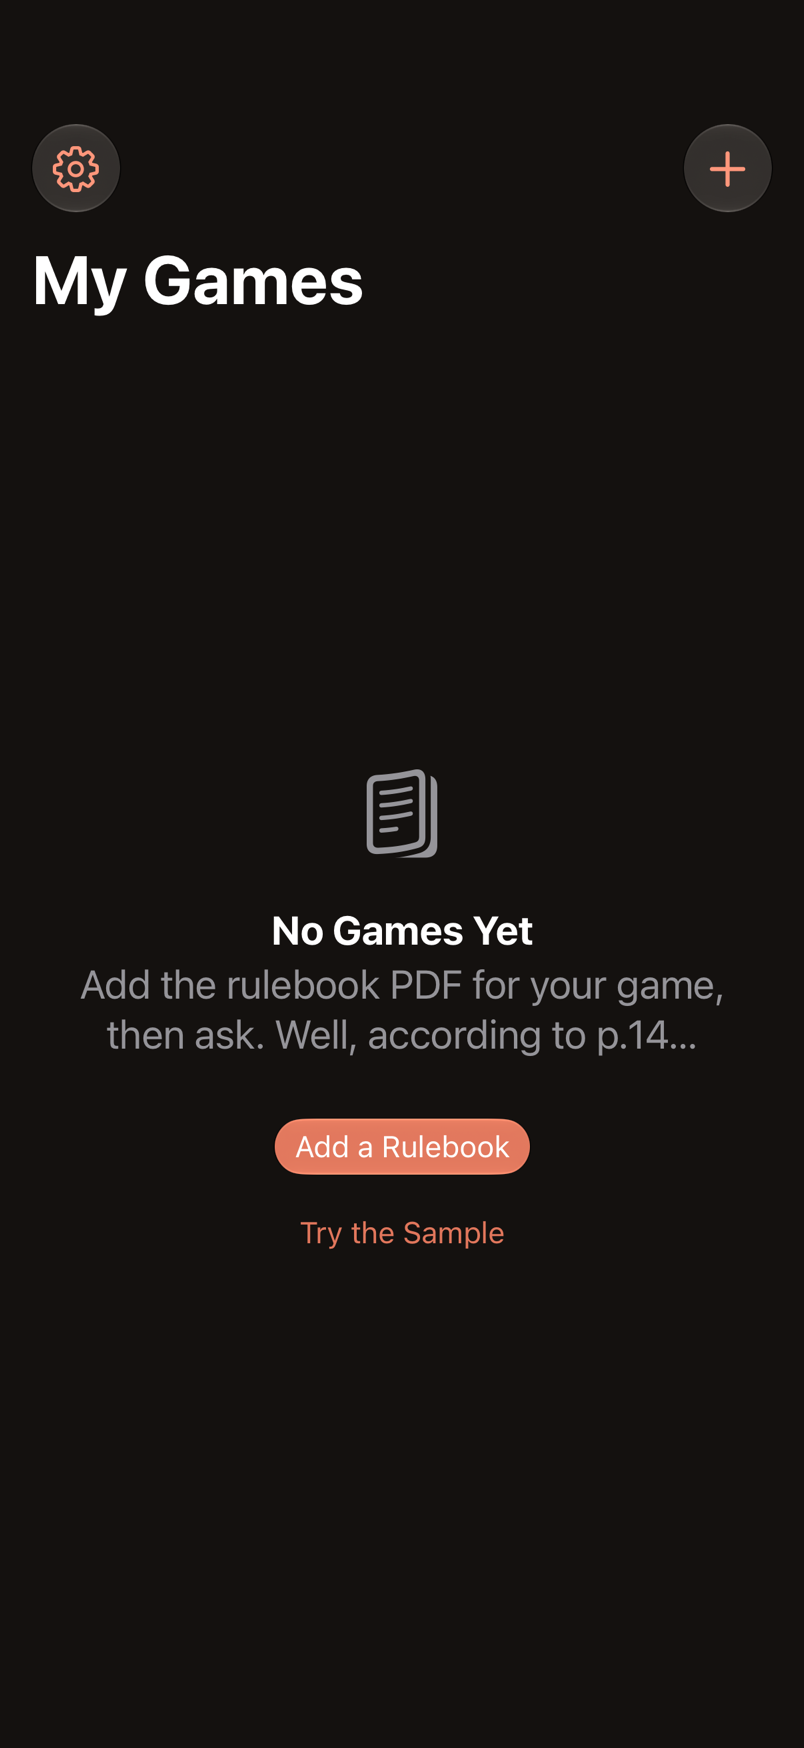 My Games
No Games Yet
Add the rulebook PDF for your game,
then ask. Well, according to p.14...
Add a Rulebook
Try the Sample